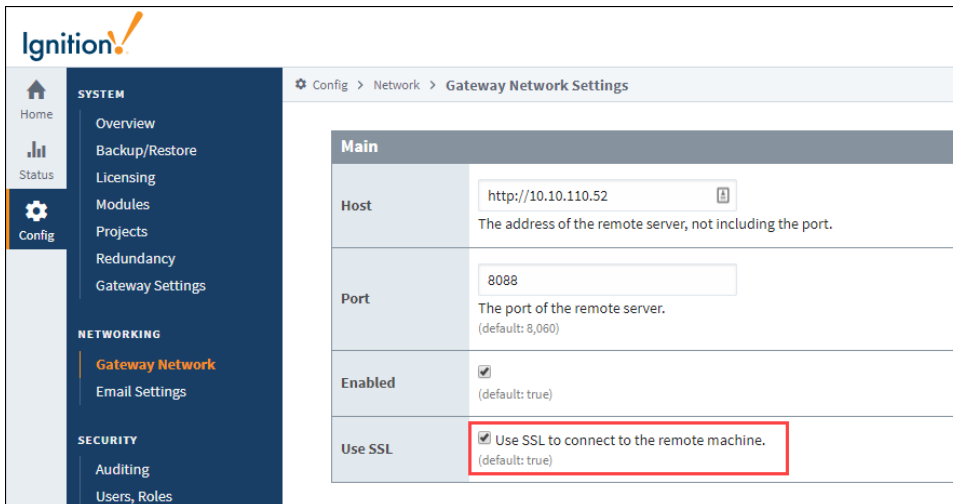 Ignition!
Home
Status
Config
SYSTEM
Overview
Backup/Restore
Licensing
Modules
Projects
Redundancy
Gateway Settings
NETWORKING
Gateway Network
Email Settings
SECURITY
Auditing
Users, Roles
Config > Network > Gateway Network Settings
Main
Host
http://10.10.110.52
The address of the remote server, not including the port.
Port
8088
The port of the remote server.
(default: 8,060)
Enabled
(default: true)
Use SSL
Use SSL to connect to the remote machine.
(default: true)